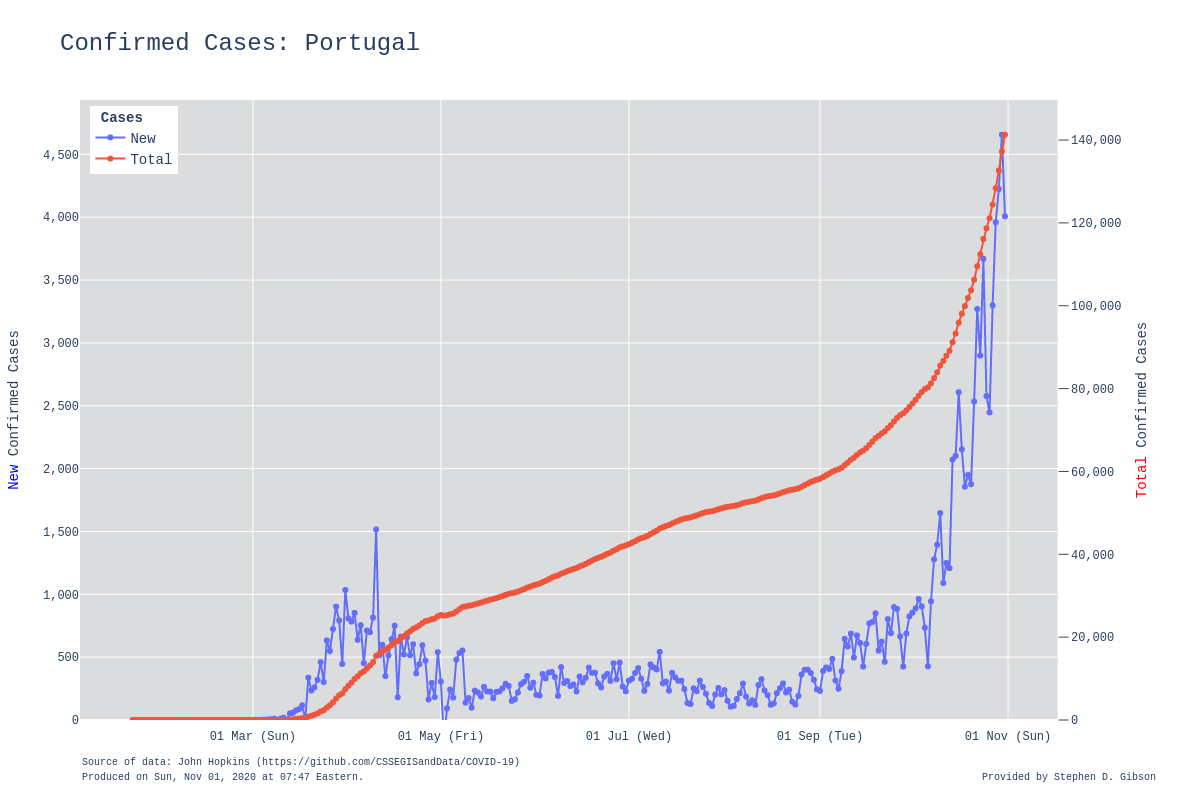 Confirmed Cases: Portugal
Cases
New
Total
4,500
4,000
3,500
3,000
2,500
2,000
1,500
1,000
500
0
New Confirmed Cases
140,000
120,000
100,000
80,000
60,000
40,000
20,000
0
Total Confirmed Cases
01 Mar (Sun)
01 May (Fri)
01 Jul (Wed)
01 Sep (Tue)
01 Nov (Sun)
Source of data: John Hopkins (https://github.com/CSSEGISandData/COVID-19)
Produced on Sun, Nov 01, 2020 at 07:47 Eastern.
Provided by Stephen D. Gibson